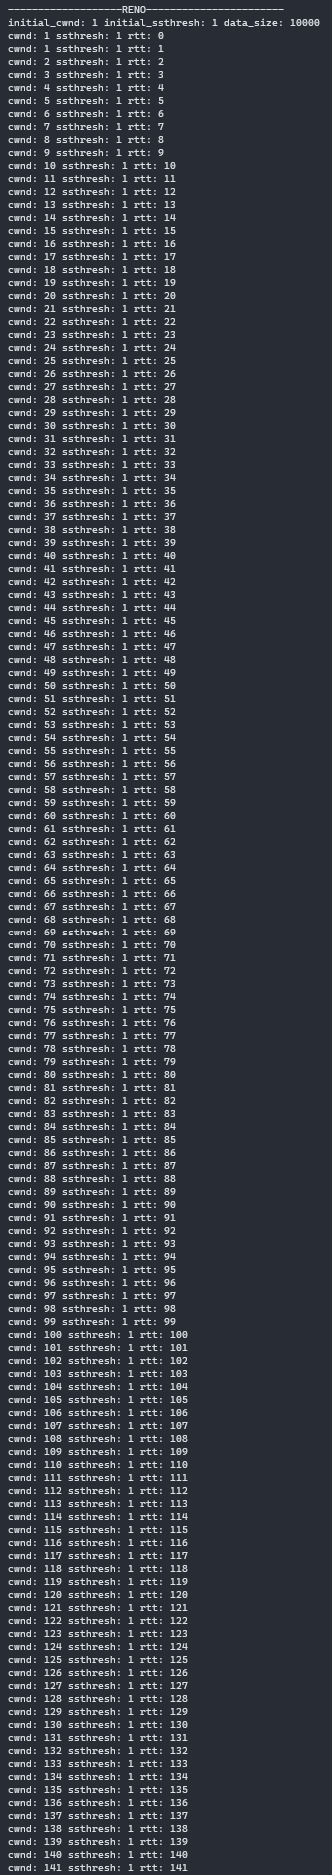 -------------------RENO-----------------------
initial_cwnd: 1 initial_ssthresh: 1 data_size: 10000
cwnd: 1 ssthresh: 1 rtt: 0
cwnd: 1 ssthresh: 1 rtt: 1
cwnd: 2 ssthresh: 1 rtt: 2
cwnd: 3 ssthresh: 1 rtt: 3
cwnd: 4 ssthresh: 1 rtt: 4
cwnd: 5 ssthresh: 1 rtt: 5
cwnd: 6 ssthresh: 1 rtt: 6
cwnd: 7 ssthresh: 1 rtt: 7
cwnd: 8 ssthresh: 1 rtt: 8
cwnd: 9 ssthresh: 1 rtt: 9
cwnd: 10 ssthresh: 1 rtt: 10
cwnd: 11 ssthresh: 1 rtt: 11
cwnd: 12 ssthresh: 1 rtt: 12
cwnd: 13 ssthresh: 1 rtt: 13
cwnd: 14 ssthresh: 1 rtt: 14
cwnd: 15 ssthresh: 1 rtt: 15
cwnd: 16 ssthresh: 1 rtt: 16
cwnd: 17 ssthresh: 1 rtt: 17
cwnd: 18 ssthresh: 1 rtt: 18
cwnd: 19 ssthresh: 1 rtt: 19
cwnd: 20 ssthresh: 1 rtt: 20
cwnd: 21 ssthresh: 1 rtt: 21
cwnd: 22 ssthresh: 1 rtt: 22
cwnd: 23 ssthresh: 1 rtt: 23
cwnd: 24 ssthresh: 1 rtt: 24
cwnd: 25 ssthresh: 1 rtt: 25
cwnd: 26 ssthresh: 1 rtt: 26
cwnd: 27 ssthresh: 1 rtt: 27
cwnd: 28 ssthresh: 1 rtt: 28
cwnd: 29 ssthresh: 1 rtt: 29
cwnd: 30 ssthresh: 1 rtt: 30
cwnd: 31 ssthresh: 1 rtt: 31
cwnd: 32 ssthresh: 1 rtt: 32
cwnd: 33 ssthresh: 1 rtt: 33
cwnd: 34 ssthresh: 1 rtt: 34
cwnd: 35 ssthresh: 1 rtt: 35
cwnd: 36 ssthresh: 1 rtt: 36
cwnd: 37 ssthresh: 1 rtt: 37
cwnd: 38 ssthresh: 1 rtt: 38
cwnd: 39 ssthresh: 1 rtt: 39
cwnd: 40 ssthresh: 1 rtt: 40
cwnd: 41 ssthresh: 1 rtt: 41
cwnd: 42 ssthresh: 1 rtt: 42
cwnd: 43 ssthresh: 1 rtt: 43
cwnd: 44 ssthresh: 1 rtt: 44
cwnd: 45 ssthresh: 1 rtt: 45
cwnd: 46 ssthresh: 1 rtt: 46
cwnd: 47 ssthresh: 1 rtt: 47
cwnd: 48 ssthresh: 1 rtt: 48
cwnd: 49 ssthresh: 1 rtt: 49
cwnd: 50 ssthresh: 1 rtt: 50
cwnd: 51 ssthresh: 1 rtt: 51
cwnd: 52 ssthresh: 1 rtt: 52
cwnd: 53 ssthresh: 1 rtt: 53
cwnd: 54 ssthresh: 1 rtt: 54
cwnd: 55 ssthresh: 1 rtt: 55
cwnd: 56 ssthresh: 1 rtt: 56
cwnd: 57 ssthresh: 1 rtt: 57
cwnd: 58 ssthresh: 1 rtt: 58
cwnd: 59 ssthresh: 1 rtt: 59
cwnd: 60 ssthresh: 1 rtt: 60
cwnd: 61 ssthresh: 1 rtt: 61
cwnd: 62 ssthresh: 1 rtt: 62
cwnd: 63 ssthresh: 1 rtt: 63
cwnd: 64 ssthresh: 1 rtt: 64
cwnd: 65 ssthresh: 1 rtt: 65
cwnd: 66 ssthresh: 1 rtt: 66
cwnd: 67 ssthresh: 1 rtt: 67
cwnd: 68 ssthresh: 1 rtt: 68
cwnd: 69 ssthresh: 1 rtt: 69
cwnd: 70 ssthresh: 1 rtt: 70
cwnd: 71 ssthresh: 1 rtt: 71
cwnd: 72 ssthresh: 1 rtt: 72
cwnd: 73 ssthresh: 1 rtt: 73
cwnd: 74 ssthresh: 1 rtt: 74
cwnd: 75 ssthresh: 1 rtt: 75
cwnd: 76 ssthresh: 1 rtt: 76
cwnd: 77 ssthresh: 1 rtt: 77
cwnd: 78 ssthresh: 1 rtt: 78
cwnd: 79 ssthresh: 1 rtt: 79
cwnd: 80 ssthresh: 1 rtt: 80
cwnd: 81 ssthresh: 1 rtt: 81
cwnd: 82 ssthresh: 1 rtt: 82
cwnd: 83 ssthresh: 1 rtt: 83
cwnd: 84 ssthresh: 1 rtt: 84
cwnd: 85 ssthresh: 1 rtt: 85
cwnd: 86 ssthresh: 1 rtt: 86
cwnd: 87 ssthresh: 1 rtt: 87
cwnd: 88 ssthresh: 1 rtt: 88
cwnd: 89 ssthresh: 1 rtt: 89
cwnd: 90 ssthresh: 1 rtt: 90
cwnd: 91 ssthresh: 1 rtt: 91
cwnd: 92 ssthresh: 1 rtt: 92
cwnd: 93 ssthresh: 1 rtt: 93
cwnd: 94 ssthresh: 1 rtt: 94
cwnd: 95 ssthresh: 1 rtt: 95
cwnd: 96 ssthresh: 1 rtt: 96
cwnd: 97 ssthresh: 1 rtt: 97
cwnd: 98 ssthresh: 1 rtt: 98
cwnd: 99 ssthresh: 1 rtt: 99
cwnd: 100 ssthresh: 1 rtt: 100
cwnd: 101 ssthresh: 1 rtt: 101
cwnd: 102 ssthresh: 1 rtt: 102
cwnd: 103 ssthresh: 1 rtt: 103
cwnd: 104 ssthresh: 1 rtt: 104
cwnd: 105 ssthresh: 1 rtt: 105
cwnd: 106 ssthresh: 1 rtt: 106
cwnd: 107 ssthresh: 1 rtt: 107
cwnd: 108 ssthresh: 1 rtt: 108
cwnd: 109 ssthresh: 1 rtt: 109
cwnd: 110 ssthresh: 1 rtt: 110
cwnd: 111 ssthresh: 1 rtt: 111
cwnd: 112 ssthresh: 1 rtt: 112
cwnd: 113 ssthresh: 1 rtt: 113
cwnd: 114 ssthresh: 1 rtt: 114
cwnd: 115 ssthresh: 1 rtt: 115
cwnd: 116 ssthresh: 1 rtt: 116
cwnd: 117 ssthresh: 1 rtt: 117
cwnd: 118 ssthresh: 1 rtt: 118
cwnd: 119 ssthresh: 1 rtt: 119
cwnd: 120 ssthresh: 1 rtt: 120
cwnd: 121 ssthresh: 1 rtt: 121
cwnd: 122 ssthresh: 1 rtt: 122
cwnd: 123 ssthresh: 1 rtt: 123
cwnd: 124 ssthresh: 1 rtt: 124
cwnd: 125 ssthresh: 1 rtt: 125
cwnd: 126 ssthresh: 1 rtt: 126
cwnd: 127 ssthresh: 1 rtt: 127
cwnd: 128 ssthresh: 1 rtt: 128
cwnd: 129 ssthresh: 1 rtt: 129
cwnd: 130 ssthresh: 1 rtt: 130
cwnd: 131 ssthresh: 1 rtt: 131
cwnd: 132 ssthresh: 1 rtt: 132
cwnd: 133 ssthresh: 1 rtt: 133
cwnd: 134 ssthresh: 1 rtt: 134
cwnd: 135 ssthresh: 1 rtt: 135
cwnd: 136 ssthresh: 1 rtt: 136
cwnd: 137 ssthresh: 1 rtt: 137
cwnd: 138 ssthresh: 1 rtt: 138
cwnd: 139 ssthresh: 1 rtt: 139
cwnd: 140 ssthresh: 1 rtt: 140
cwnd: 141 ssthresh: 1 rtt: 141